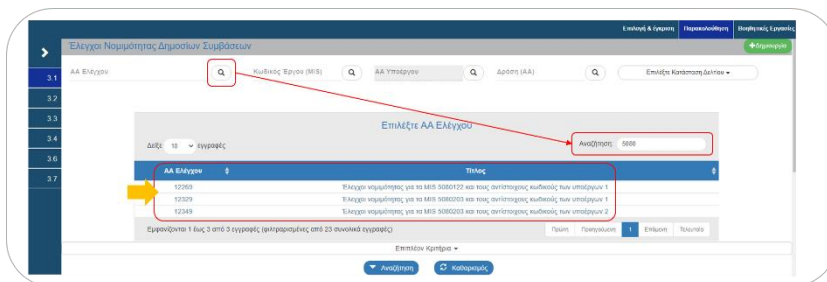 Επιλογή & έγκριση Παρακολούθηση Βοηθητικές Εργασίες
Έλεγχοι Νομιμότητας Δημοσίων Συμβάσεων
+Δημιουργία
ΑΑ Ελέγχου Κωδικός Έργου (MIS) ΑΑ Υποέργου Δράση (ΑΑ) Επιλέξτε Κατάσταση Δελτίου
3.1
3.2
3.3
3.4
3.6
3.7
Επιλέξτε ΑΑ Ελέγχου
Δείξε 10 εγγραφές Αναζήτηση: 5080
ΑΑ Ελέγχου Τίτλος
12269 Έλεγχοι νομιμότητας για τα MIS 5080122 και τους αντίστοιχους κωδικούς των υποέργων 1
12329 Έλεγχοι νομιμότητας για τα MIS 5080203 και τους αντίστοιχους κωδικούς των υποέργων 1
12349 Έλεγχοι νομιμότητας για τα MIS 5080203 και τους αντίστοιχους κωδικούς των υποέργων 2
Εμφανίζονται 1 έως 3 από 3 εγγραφές (φιλτραρισμένες από 23 συνολικά εγγραφές) Πρώτη Προηγούμενη 1 Επόμενη Τελευταία
Επιπλέον Κριτήρια
Αναζήτηση Καθαρισμός